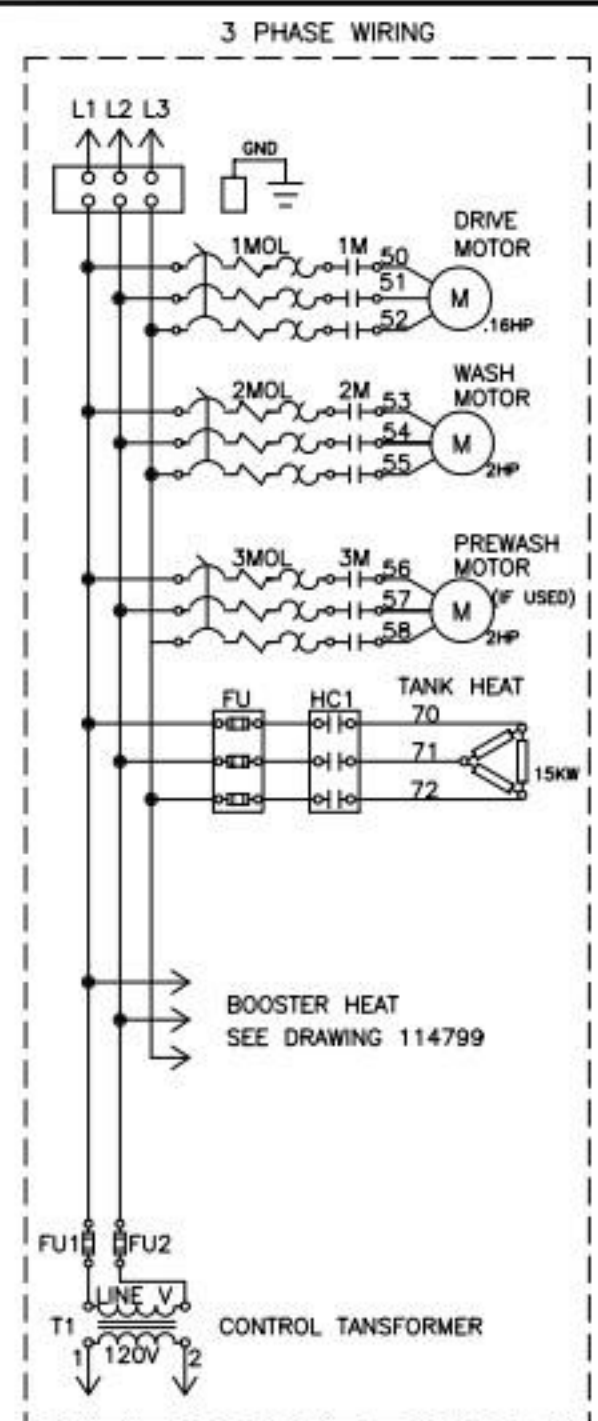 3 PHASE WIRING
L1 L2 L3
GND
1MOL 1M 50
51
52
DRIVE
MOTOR
M
.16HP
2MOL 2M 53
54
55
WASH
MOTOR
M
2HP
3MOL 3M 56
57
58
PREWASH
MOTOR
(IF USED)
M
2HP
FU HC1 TANK HEAT
70
71
72
15KW
BOOSTER HEAT
SEE DRAWING 114799
FU1 FU2
LINE V
T1 CONTROL TANSFORMER
1 120V 2